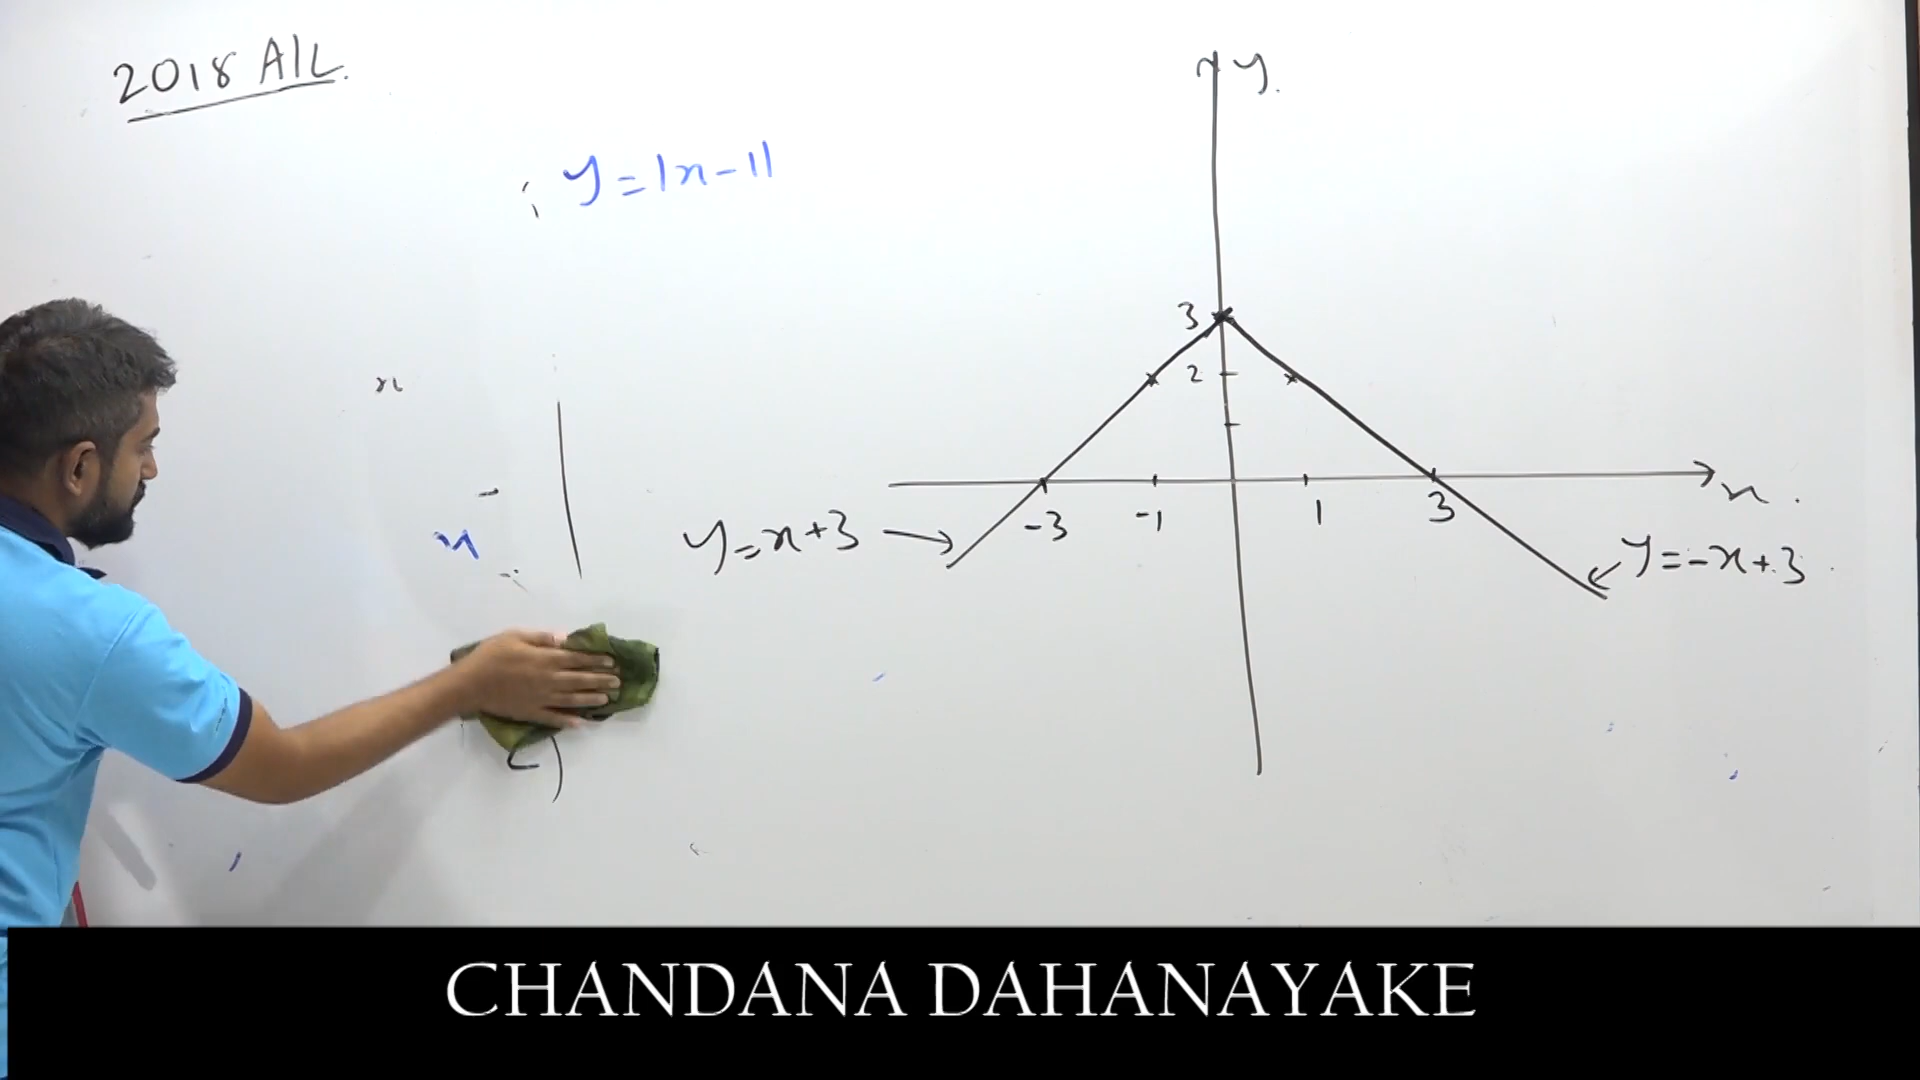 2018 A/L.
y = |x-1|
y.
3
2
x
x
-3
-1
1
3
x.
y=x+3
y=-x+3
CHANDANA DAHANAYAKE